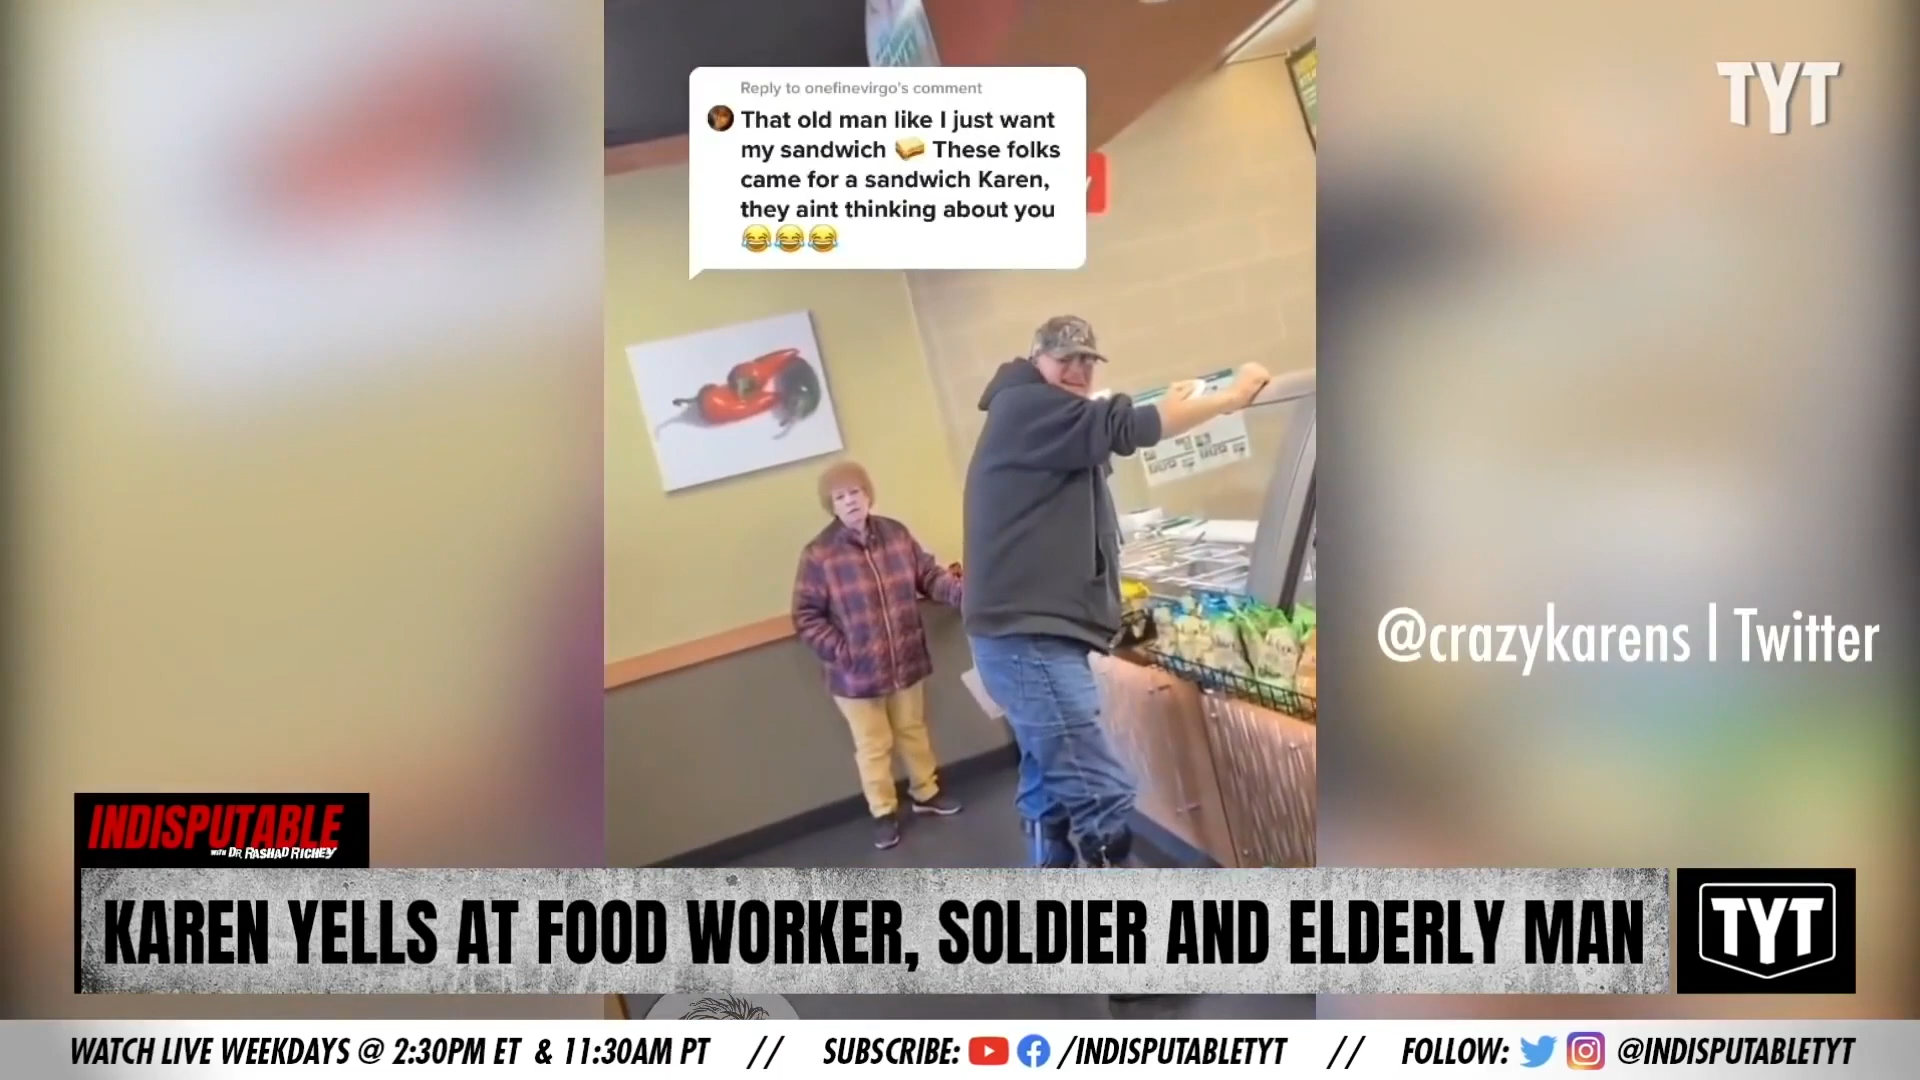 TYT
Reply to onefinevirgo's comment
That old man like I just want
my sandwich 🥪 These folks
came for a sandwich Karen,
they aint thinking about you
😂😂😂
@crazykarens | Twitter
INDISPUTABLE
WITH DR RASHAD RICHEY
KAREN YELLS AT FOOD WORKER, SOLDIER AND ELDERLY MAN
TYT
WATCH LIVE WEEKDAYS @ 2:30PM ET & 11:30AM PT // SUBSCRIBE: /INDISPUTABLETYT // FOLLOW: @INDISPUTABLETYT